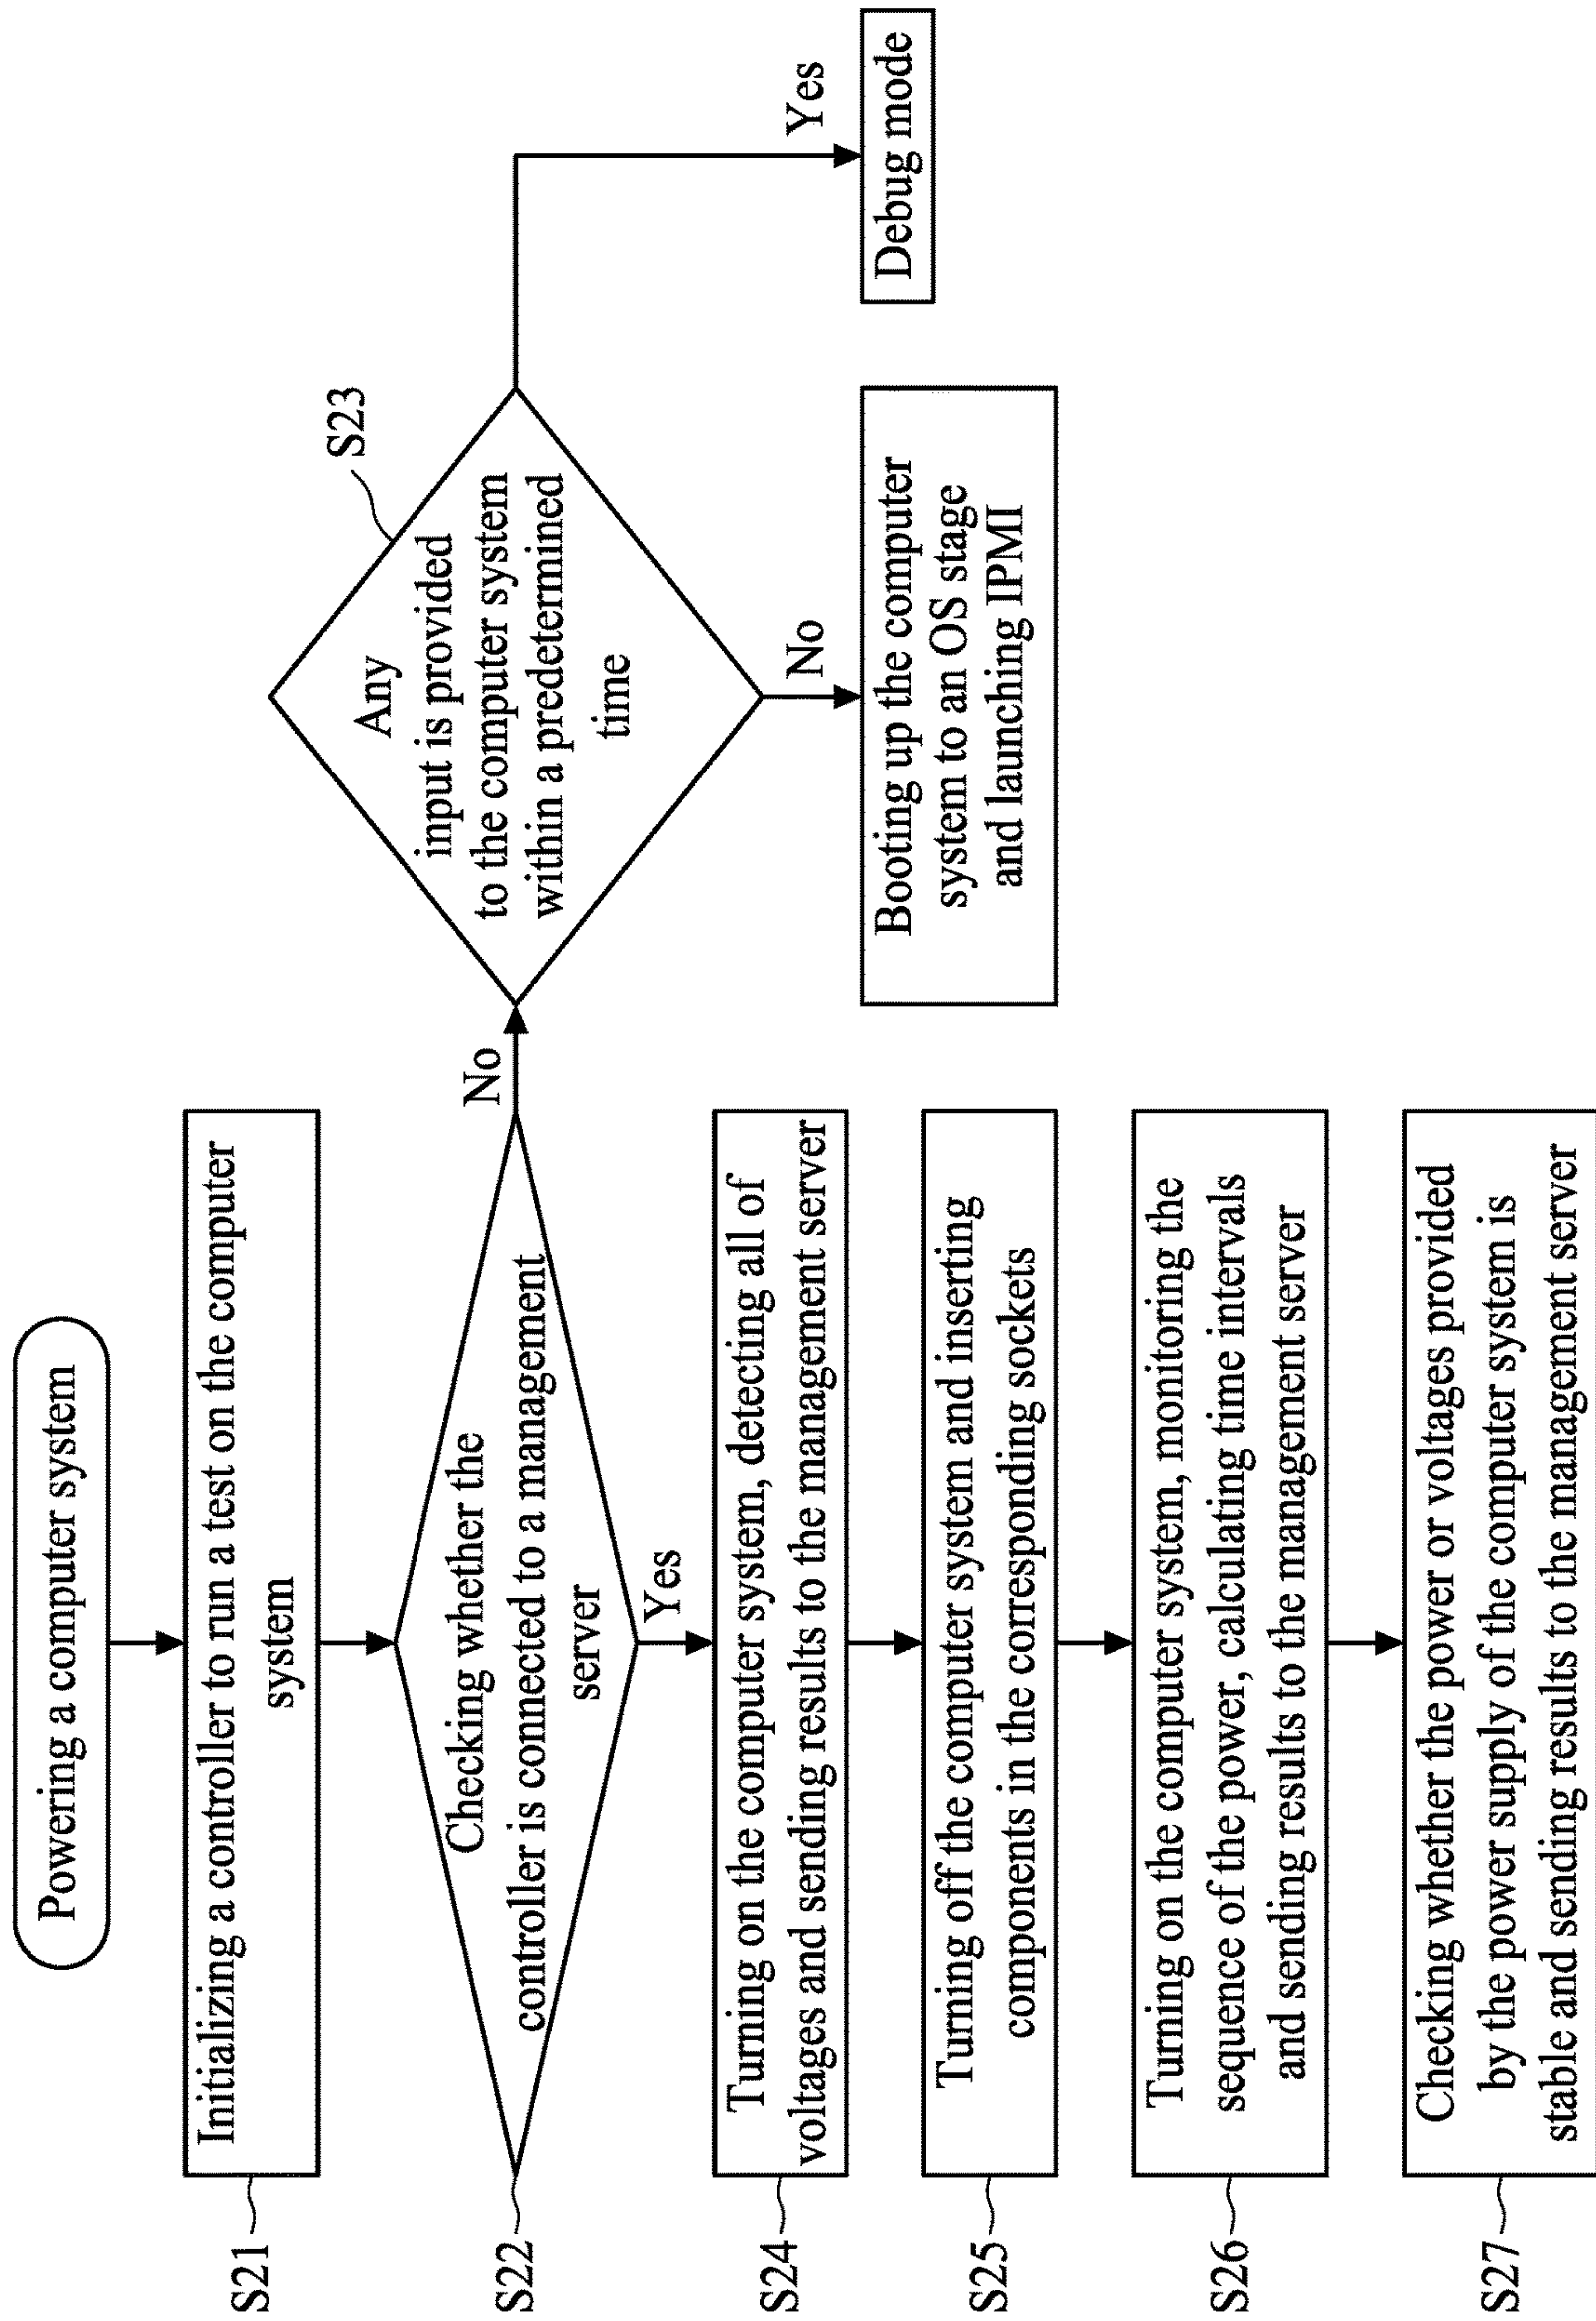 Powering a computer system
S21
Initializing a controller to run a test on the computer
system
S22
Checking whether the
controller is connected to a management
server
No
Yes
S23
Any
input is provided
to the computer system
within a predetermined
time
Yes
No
Debug mode
Booting up the computer
system to an OS stage
and launching IPMI
S24
Turning on the computer system, detecting all of
voltages and sending results to the management server
S25
Turning off the computer system and inserting
components in the corresponding sockets
S26
Turning on the computer system, monitoring the
sequence of the power, calculating time intervals
and sending results to the management server
S27
Checking whether the power or voltages provided
by the power supply of the computer system is
stable and sending results to the management server